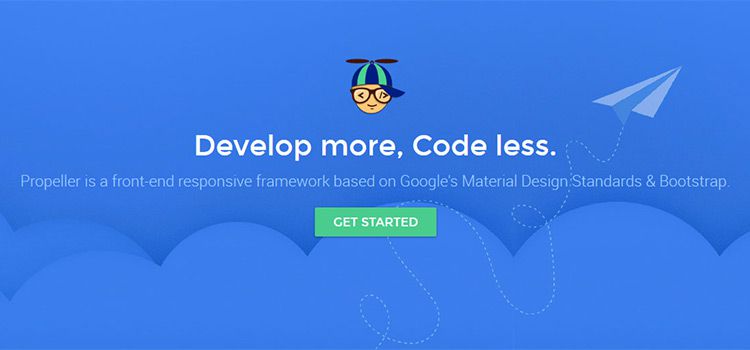 Develop more, Code less.
Propeller is a front-end responsive framework based on Google's Material Design Standards & Bootstrap.
GET STARTED